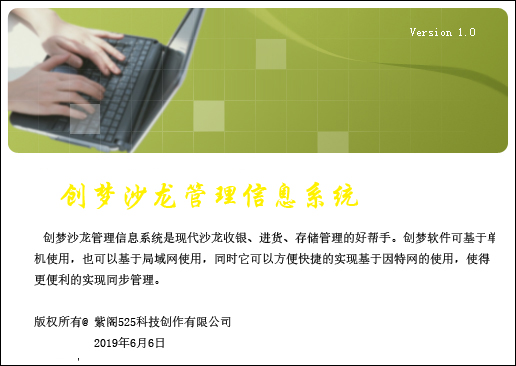 Version 1.0
创梦沙龙管理信息系统
创梦沙龙管理信息系统是现代沙龙收银、进货、存储管理的好帮手。创梦软件可基于单
机使用，也可以基于局域网使用，同时它可以方便快捷的实现基于因特网的使用，使得
更便利的实现同步管理。
版权所有@ 紫阁525科技创作有限公司
2019年6月6日